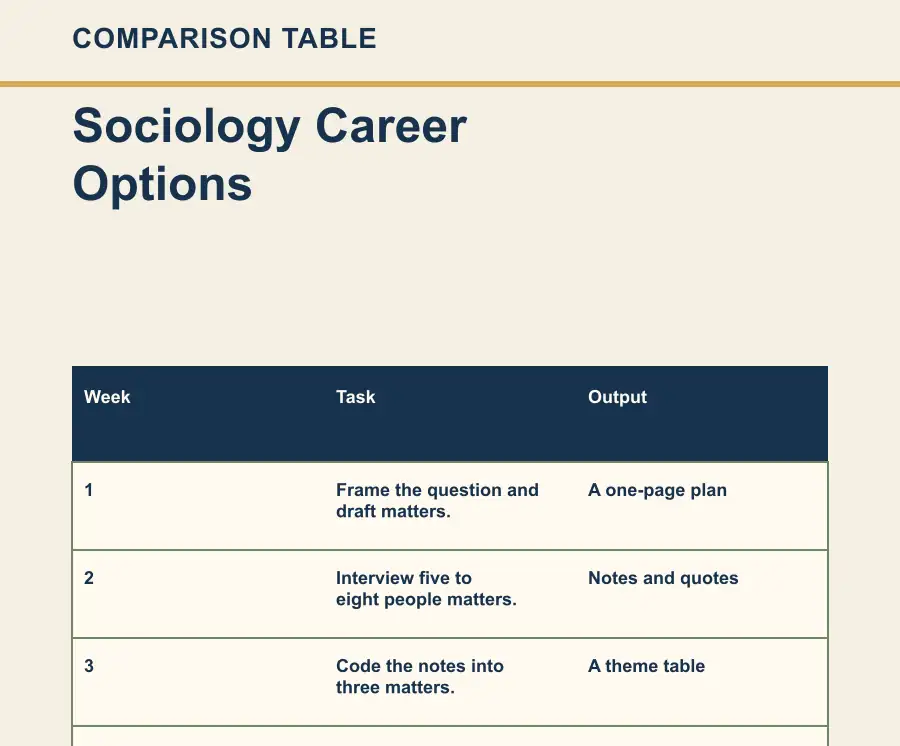 COMPARISON TABLE
Sociology Career
Options
Week Task Output
1 Frame the question and A one-page plan
draft matters.
2 Interview five to Notes and quotes
eight people matters.
3 Code the notes into A theme table
three matters.